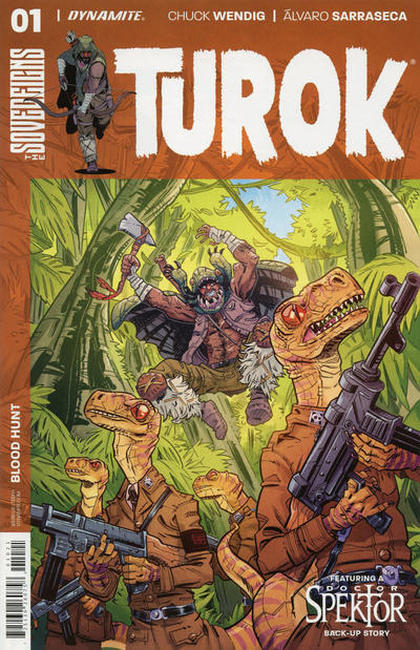 01 | DYNAMITE. CHUCK WENDIG | ÁLVARO SARRASECA
THE SOVEREIGNS
TUROK®
BLOOD HUNT
FEATURING A
DOCTOR
SPEKTOR
BACK-UP STORY